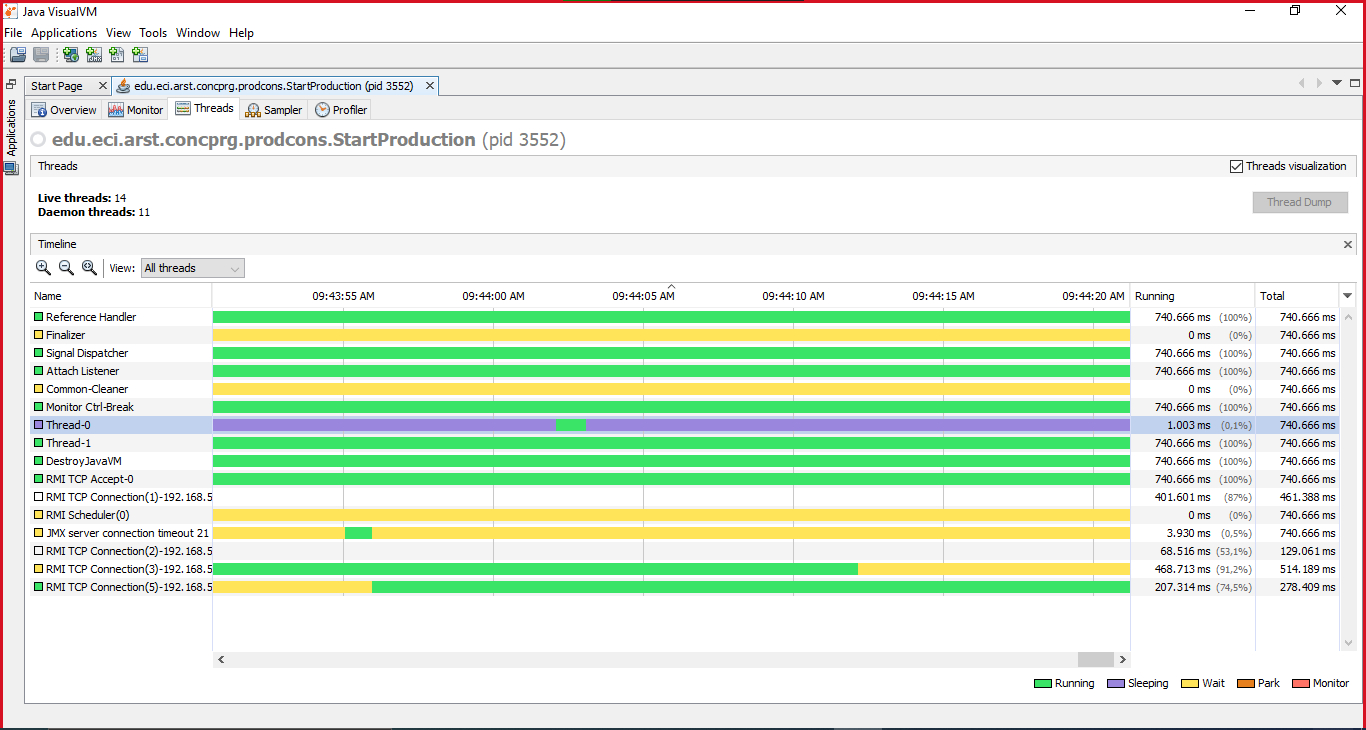 Java VisualVM
File Applications View Tools Window Help
Applications
Start Page edu.eci.arst.concprg.prodcons.StartProduction (pid 3552)
Overview Monitor Threads Sampler Profiler
edu.eci.arst.concprg.prodcons.StartProduction (pid 3552)
Threads Threads visualization
Live threads: 14
Daemon threads: 11
Thread Dump
Timeline
View: All threads
Name 09:43:55 AM 09:44:00 AM 09:44:05 AM 09:44:10 AM 09:44:15 AM 09:44:20 AM Running Total
Reference Handler 740.666 ms (100%) 740.666 ms
Finalizer 0 ms (0%) 740.666 ms
Signal Dispatcher 740.666 ms (100%) 740.666 ms
Attach Listener 740.666 ms (100%) 740.666 ms
Common-Cleaner 0 ms (0%) 740.666 ms
Monitor Ctrl-Break 740.666 ms (100%) 740.666 ms
Thread-0 1.003 ms (0,1%) 740.666 ms
Thread-1 740.666 ms (100%) 740.666 ms
DestroyJavaVM 740.666 ms (100%) 740.666 ms
RMI TCP Accept-0 740.666 ms (100%) 740.666 ms
RMI TCP Connection(1)-192.168.5 401.601 ms (87%) 461.388 ms
RMI Scheduler(0) 0 ms (0%) 740.666 ms
JMX server connection timeout 21 3.930 ms (0,5%) 740.666 ms
RMI TCP Connection(2)-192.168.5 68.516 ms (53,1%) 129.061 ms
RMI TCP Connection(3)-192.168.5 468.713 ms (91,2%) 514.189 ms
RMI TCP Connection(5)-192.168.5 207.314 ms (74,5%) 278.409 ms
Running Sleeping Wait Park Monitor